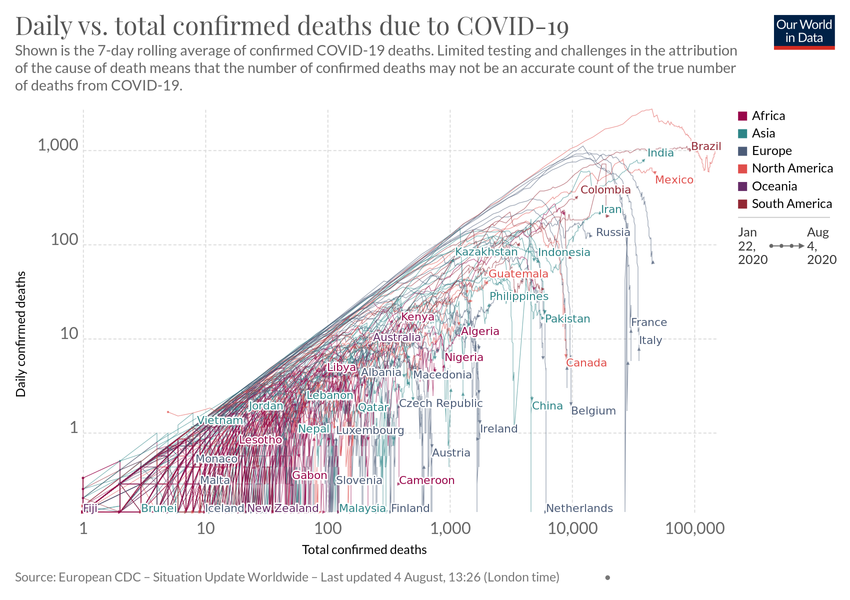 Daily vs. total confirmed deaths due to COVID-19
Our World
in Data
Shown is the 7-day rolling average of confirmed COVID-19 deaths. Limited testing and challenges in the attribution
of the cause of death means that the number of confirmed deaths may not be an accurate count of the true number
of deaths from COVID-19.
Africa
Asia
Europe
North America
Oceania
South America
Jan
22,
2020
Aug
4,
2020
Daily confirmed deaths
1,000
100
10
1
Brazil
India
Mexico
Colombia
Iran
Russia
Kazakhstan
Indonesia
Guatemala
Philippines
Kenya
Pakistan
France
Algeria
Australia
Italy
Nigeria
Canada
Libya
Albania
Macedonia
Lebanon
Jordan
Qatar
Czech Republic
China
Belgium
Vietnam
Nepal
Luxembourg
Ireland
Lesotho
Austria
Monaco
Gabon
Malta
Slovenia
Cameroon
Fiji
Brunei
Iceland
New Zealand
Malaysia
Finland
Netherlands
1
10
100
1,000
10,000
100,000
Total confirmed deaths
Source: European CDC – Situation Update Worldwide – Last updated 4 August, 13:26 (London time)